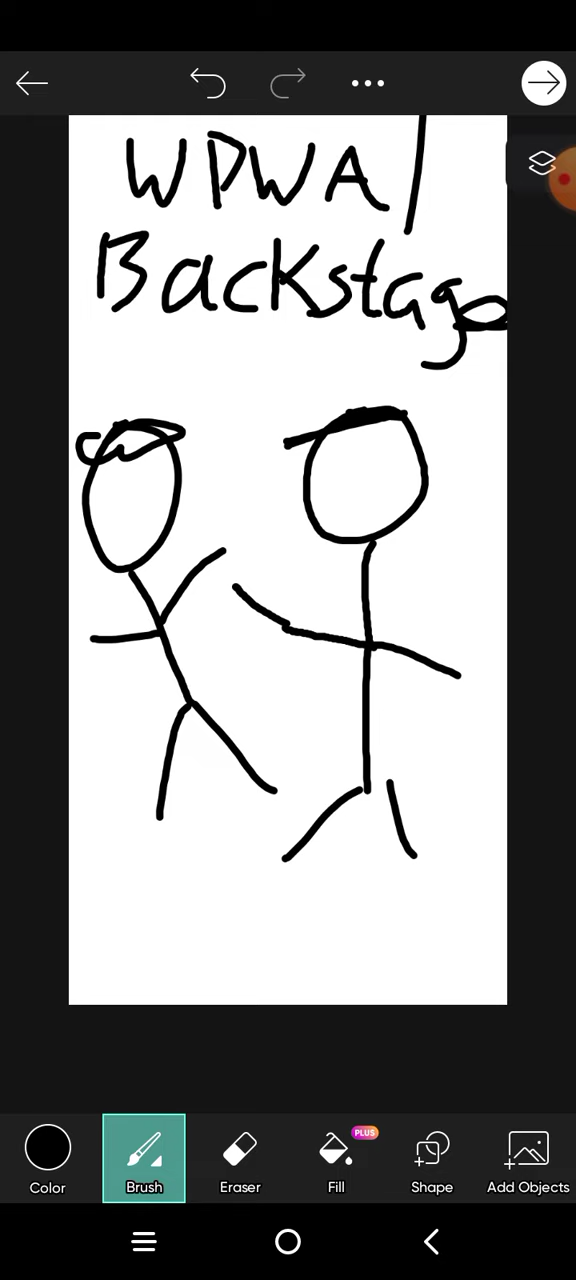 WPWA/
Backstage
PLUS
Color
Brush
Eraser
Fill
Shape
Add Objects